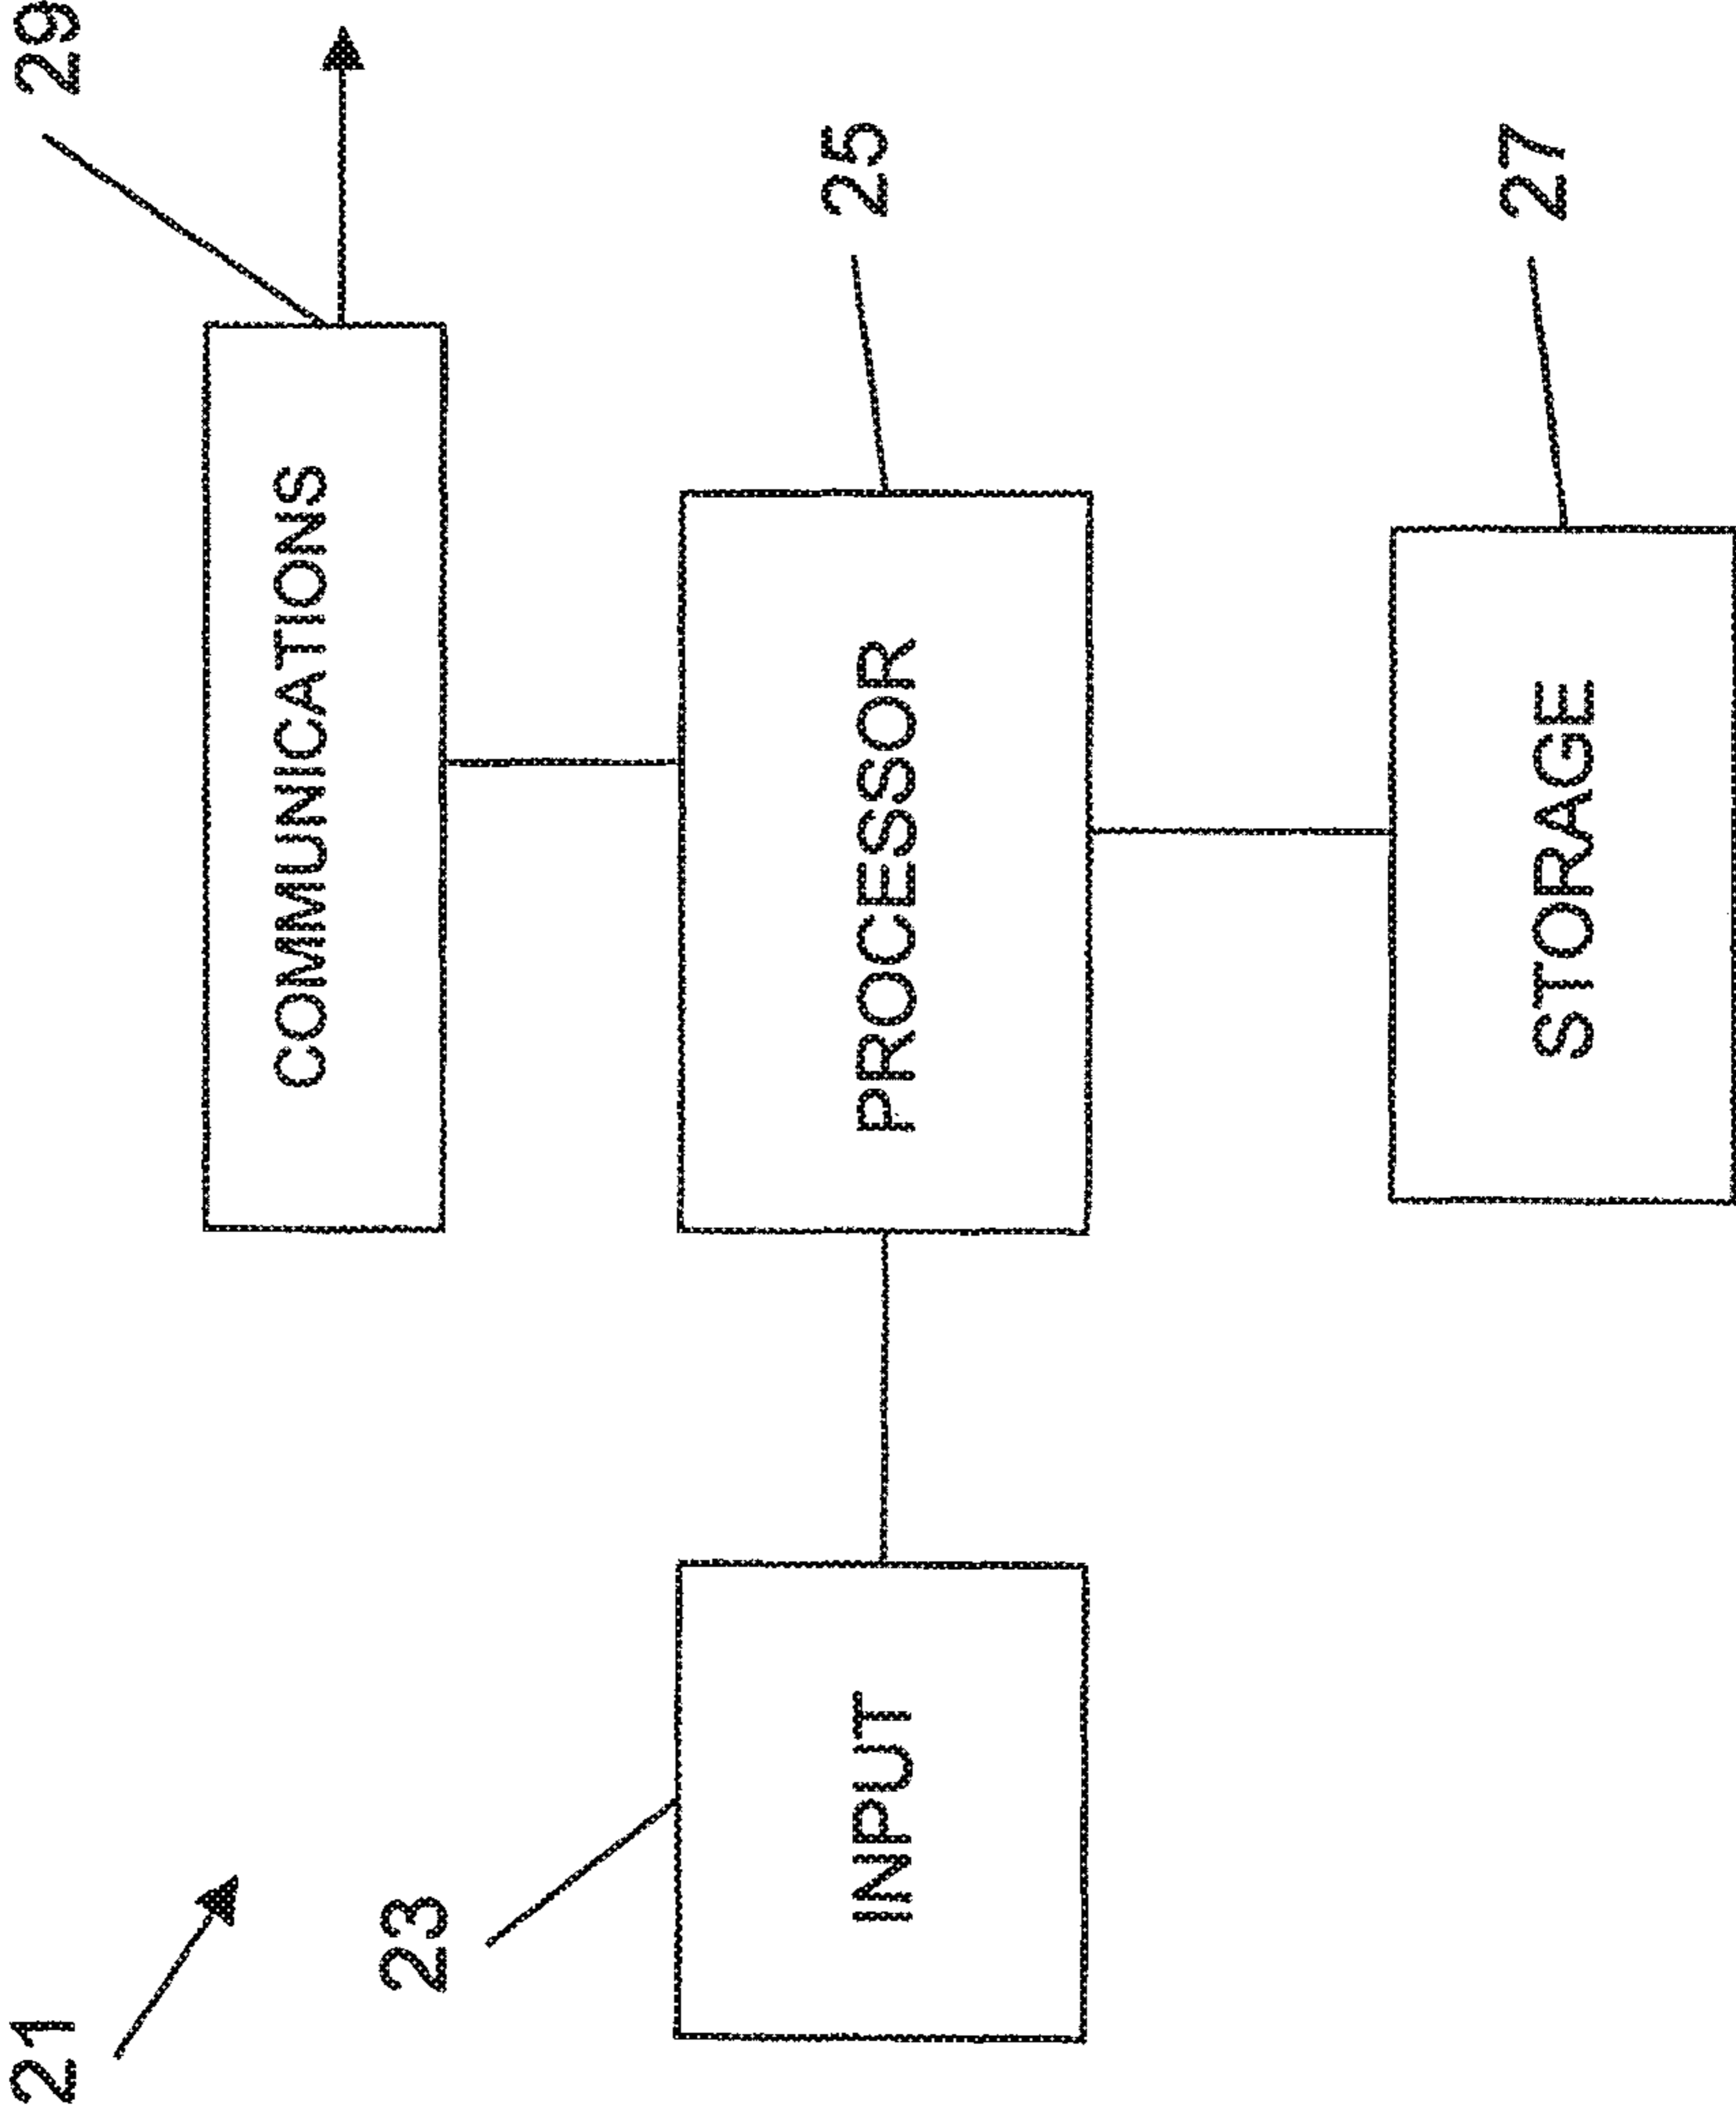 29
COMMUNICATIONS
25
PROCESSOR
27
STORAGE
21
23
INPUT